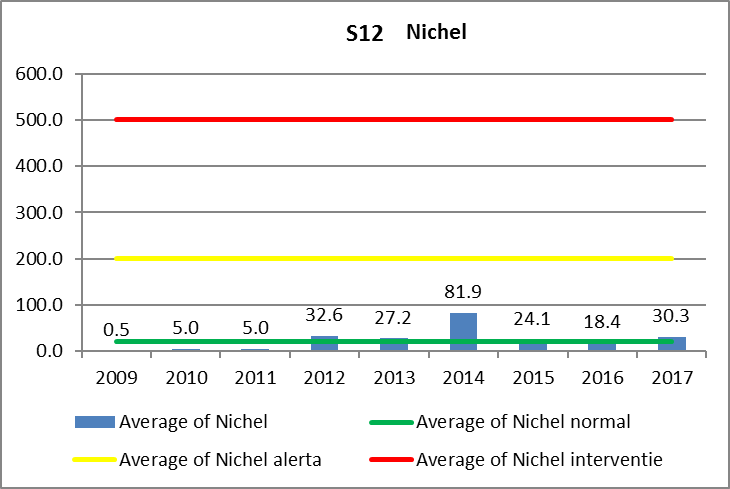 S12 Nichel
600.0
500.0
400.0
300.0
200.0
100.0
0.0
0.5 5.0 5.0 32.6 27.2 81.9 24.1 18.4 30.3
2009 2010 2011 2012 2013 2014 2015 2016 2017
Average of Nichel Average of Nichel normal
Average of Nichel alerta Average of Nichel interventie